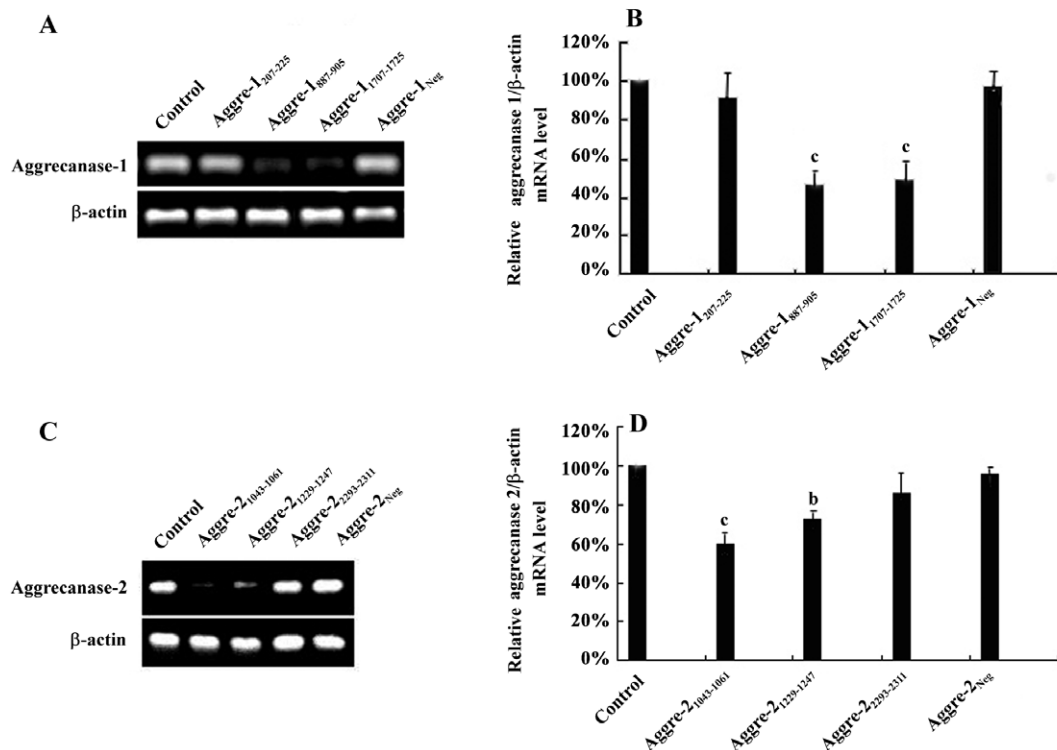 A
Control
Aggre-1207-225
Aggre-1887-905
Aggre-11707-1725
Aggre-1Neg
Aggrecanase-1
β-actin
B
Relative aggrecanase 1/β-actin
mRNA level
120%
100%
80%
60%
40%
20%
0%
c
c
Control
Aggre-1207-225
Aggre-1887-905
Aggre-11707-1725
Aggre-1Neg
C
Control
Aggre-21043-1061
Aggre-21229-1247
Aggre-22293-2311
Aggre-2Neg
Aggrecanase-2
β-actin
D
Relative aggrecanase 2/β-actin
mRNA level
120%
100%
80%
60%
40%
20%
0%
c
b
Control
Aggre-21043-1061
Aggre-21229-1247
Aggre-22293-2311
Aggre-2Neg